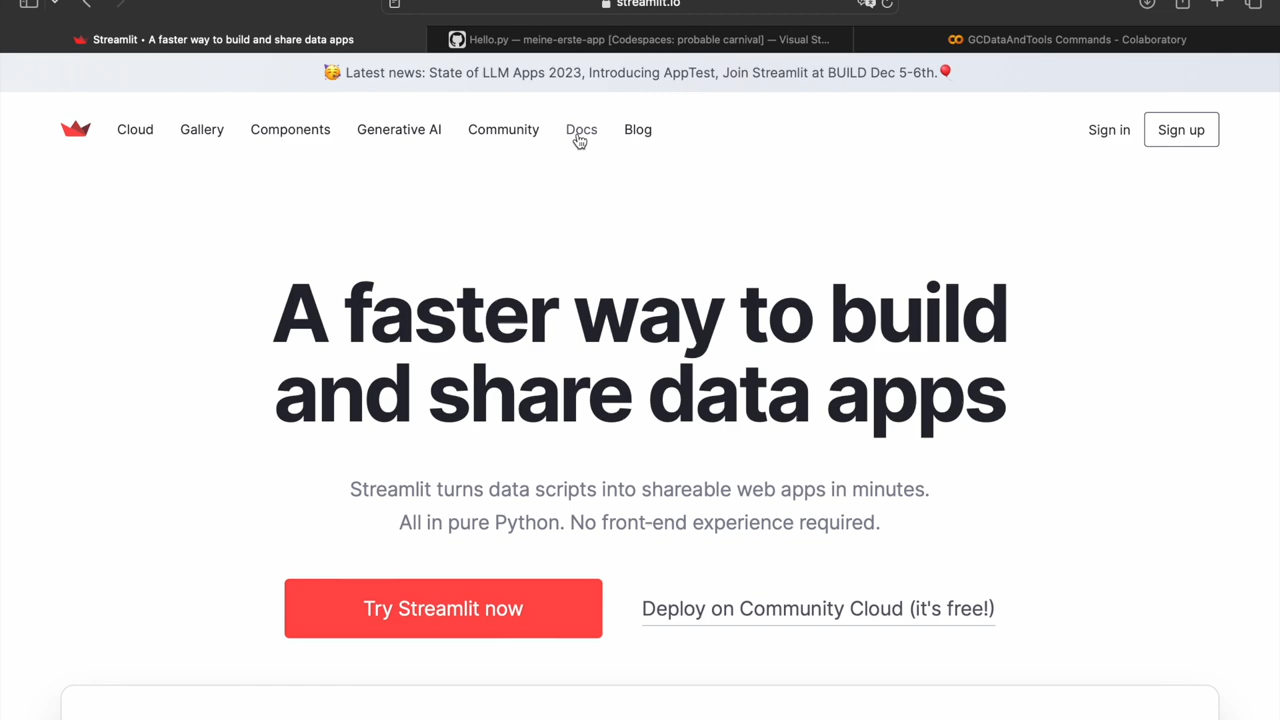 streamlit.io
Streamlit • A faster way to build and share data apps
Hello.py — meine-erste-app [Codespaces: probable carnival] — Visual St...
GCDataAndTools Commands - Colaboratory
🥳 Latest news: State of LLM Apps 2023, Introducing AppTest, Join Streamlit at BUILD Dec 5-6th.🎈
Cloud Gallery Components Generative AI Community Docs Blog Sign in Sign up
A faster way to build
and share data apps
Streamlit turns data scripts into shareable web apps in minutes.
All in pure Python. No front-end experience required.
Try Streamlit now Deploy on Community Cloud (it's free!)